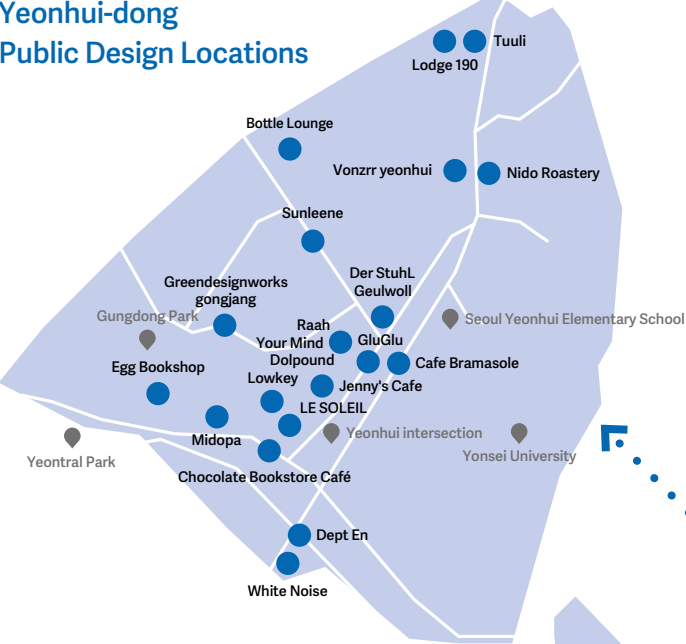 Yeonhui-dong
Public Design Locations
Tuuli
Lodge 190
Bottle Lounge
Vonzrr yeonhui
Nido Roastery
Sunleene
Der StuhL
Geulwoll
Greendesignworks
gongjang
Gungdong Park
Seoul Yeonhui Elementary School
Raah
Your Mind
Dolpound
GluGlu
Cafe Bramasole
Egg Bookshop
Lowkey
Jenny's Cafe
LE SOLEIL
Midopa
Yeonhui intersection
Yeontral Park
Yonsei University
Chocolate Bookstore Café
Dept En
White Noise